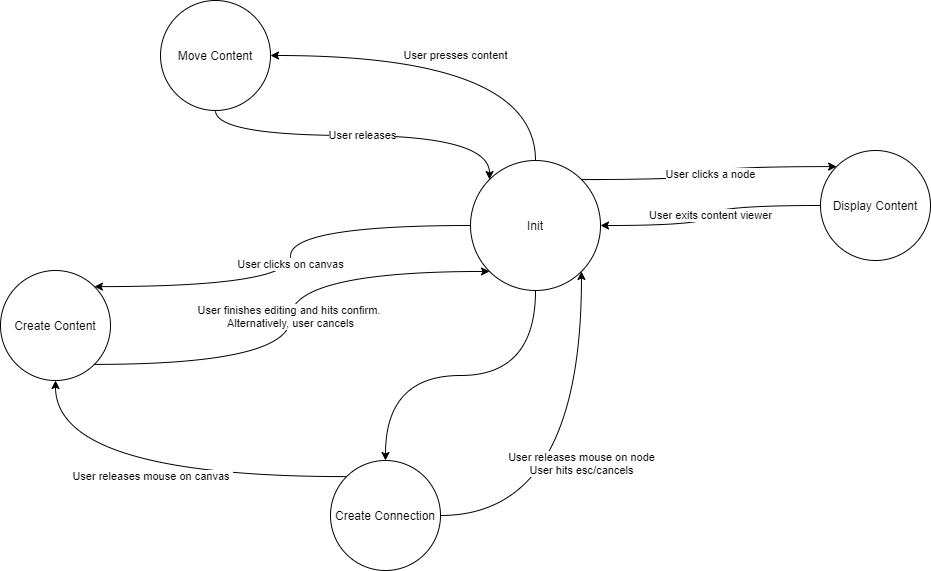 Move Content
User presses content
User releases
User clicks a node
Display Content
User exits content viewer
Init
User clicks on canvas
User finishes editing and hits confirm.
Alternatively, user cancels
Create Content
User releases mouse on node
User hits esc/cancels
User releases mouse on canvas
Create Connection